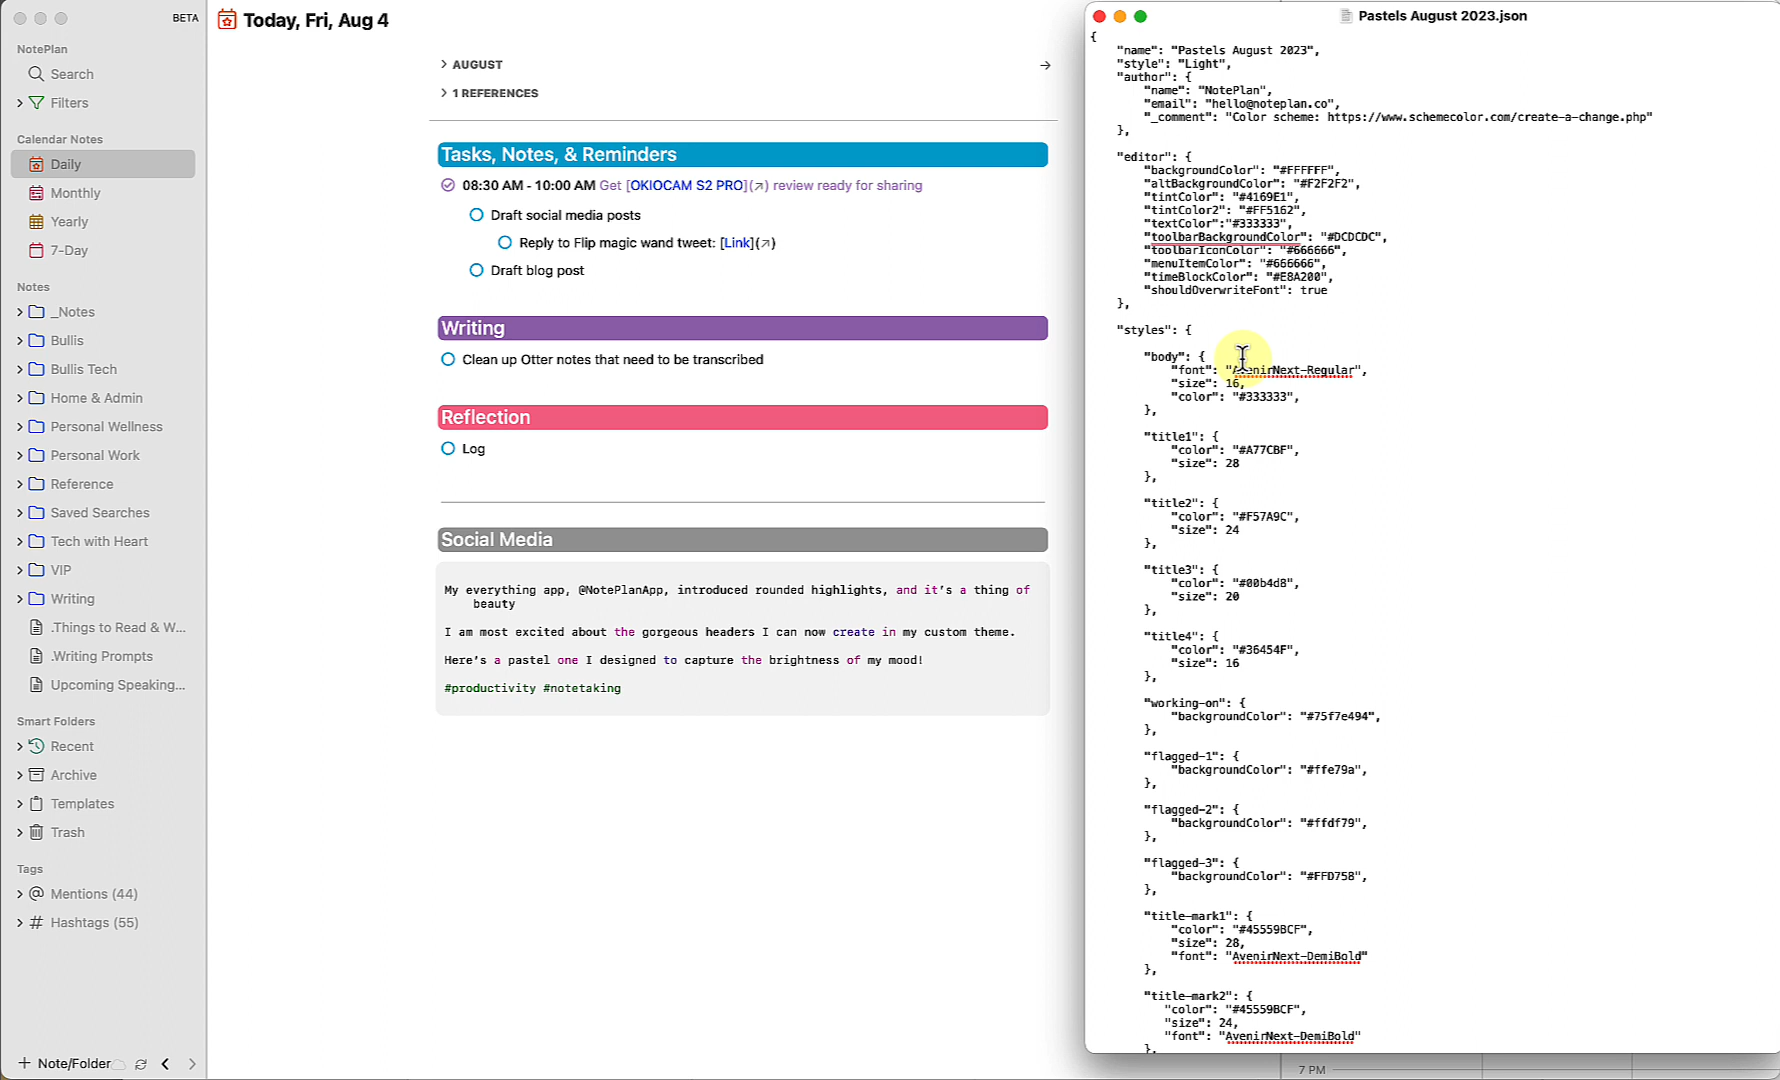 BETA
NotePlan
Search
Filters
Calendar Notes
Daily
Monthly
Yearly
7-Day
Notes
_Notes
Bullis
Bullis Tech
Home & Admin
Personal Wellness
Personal Work
Reference
Saved Searches
Tech with Heart
VIP
Writing
.Things to Read & W...
.Writing Prompts
Upcoming Speaking...
Smart Folders
Recent
Archive
Templates
Trash
Tags
@ Mentions (44)
# Hashtags (55)
+ Note/Folder
Today, Fri, Aug 4
> AUGUST
> 1 REFERENCES
Tasks, Notes, & Reminders
08:30 AM - 10:00 AM Get [OKIOCAM S2 PRO](↗) review ready for sharing
Draft social media posts
Reply to Flip magic wand tweet: [Link](↗)
Draft blog post
Writing
Clean up Otter notes that need to be transcribed
Reflection
Log
Social Media
My everything app, @NotePlanApp, introduced rounded highlights, and it's a thing of
beauty
I am most excited about the gorgeous headers I can now create in my custom theme.
Here's a pastel one I designed to capture the brightness of my mood!
#productivity #notetaking
Pastels August 2023.json
{
"name": "Pastels August 2023",
"style": "Light",
"author": {
"name": "NotePlan",
"email": "hello@noteplan.co",
"_comment": "Color scheme: https://www.schemecolor.com/create-a-change.php"
},
"editor": {
"backgroundColor": "#FFFFFF",
"altBackgroundColor": "#F2F2F2",
"tintColor": "#4169E1",
"tintColor2": "#FF5162",
"textColor":"#333333",
"toolbarBackgroundColor": "#DCDCDC",
"toolbarIconColor": "#666666",
"menuItemColor": "#666666",
"timeBlockColor": "#E8A200",
"shouldOverwriteFont": true
},
"styles": {
"body": {
"font": "AvenirNext-Regular",
"size": 16,
"color": "#333333",
},
"title1": {
"color": "#A77CBF",
"size": 28
},
"title2": {
"color": "#F57A9C",
"size": 24
},
"title3": {
"color": "#00b4d8",
"size": 20
},
"title4": {
"color": "#36454F",
"size": 16
},
"working-on": {
"backgroundColor": "#75f7e494",
},
"flagged-1": {
"backgroundColor": "#ffe79a",
},
"flagged-2": {
"backgroundColor": "#ffdf79",
},
"flagged-3": {
"backgroundColor": "#FFD758",
},
"title-mark1": {
"color": "#45559BCF",
"size": 28,
"font": "AvenirNext-DemiBold"
},
"title-mark2": {
"color": "#45559BCF",
"size": 24,
"font": "AvenirNext-DemiBold"
},
7 PM